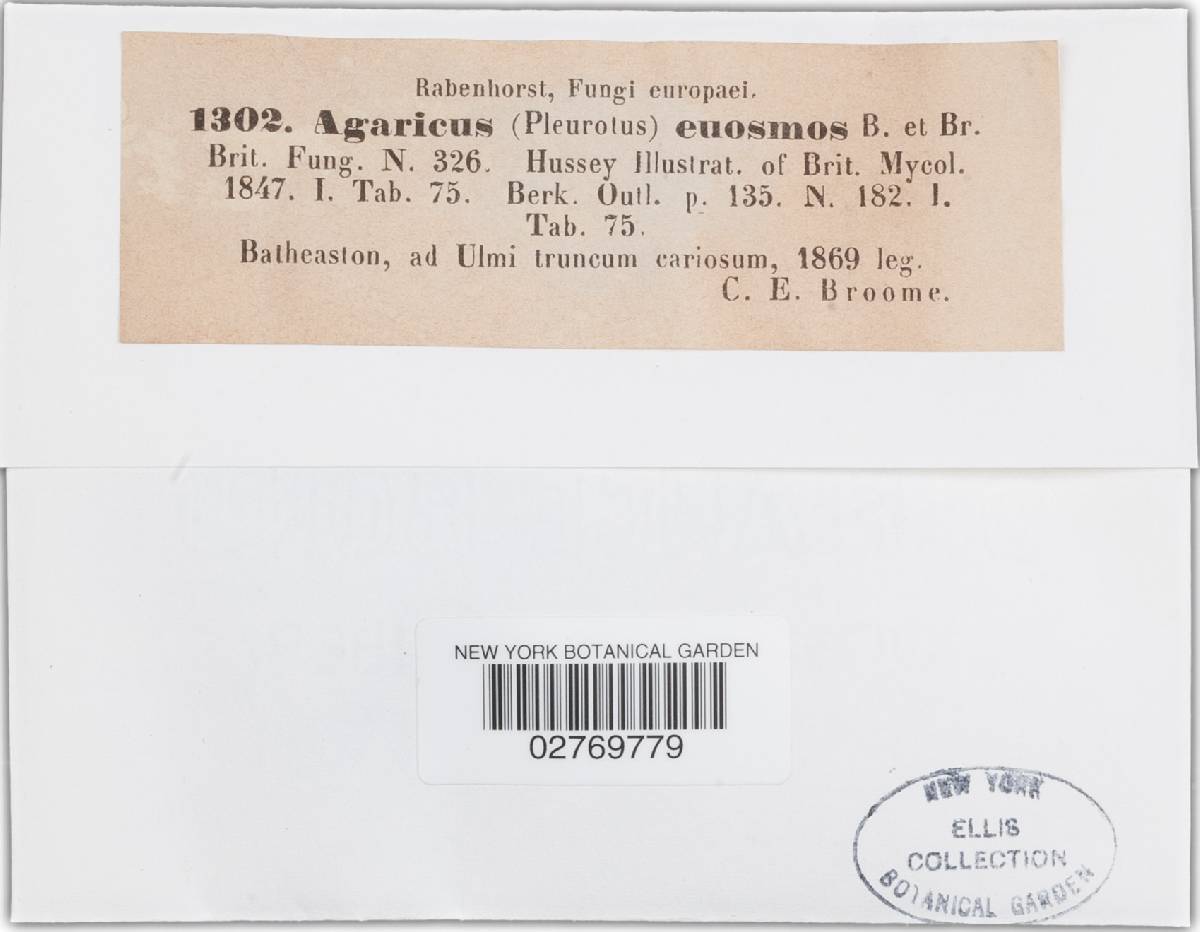 Rabenhorst, Fungi europaei.
1302. Agaricus (Pleurotus) euosmos B. et Br.
Brit. Fung. N. 326. Hussey Illustrat. of Brit. Mycol.
1847. I. Tab. 75. Berk. Outl. p. 135. N. 182. I.
Tab. 75.
Batheaston, ad Ulmi truncum cariosum, 1869 leg.
C. E. Broome.
NEW YORK BOTANICAL GARDEN
02769779
NEW YORK
ELLIS
COLLECTION
BOTANICAL GARDEN